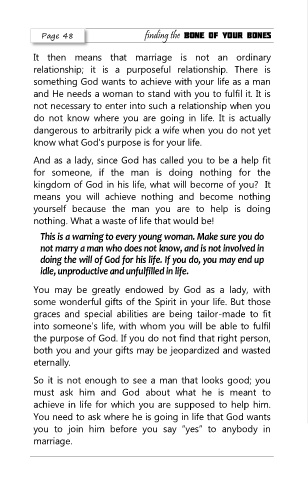 Page 48 finding the BONE OF YOUR BONES
It then means that marriage is not an ordinary
relationship; it is a purposeful relationship. There is
something God wants to achieve with your life as a man
and He needs a woman to stand with you to fulfil it. It is
not necessary to enter into such a relationship when you
do not know where you are going in life. It is actually
dangerous to arbitrarily pick a wife when you do not yet
know what God's purpose is for your life.
And as a lady, since God has called you to be a help fit
for someone, if the man is doing nothing for the
kingdom of God in his life, what will become of you? It
means you will achieve nothing and become nothing
yourself because the man you are to help is doing
nothing. What a waste of life that would be!
This is a warning to every young woman. Make sure you do
not marry a man who does not know, and is not involved in
doing the will of God for his life. If you do, you may end up
idle, unproductive and unfulfilled in life.
You may be greatly endowed by God as a lady, with
some wonderful gifts of the Spirit in your life. But those
graces and special abilities are being tailor-made to fit
into someone's life, with whom you will be able to fulfil
the purpose of God. If you do not find that right person,
both you and your gifts may be jeopardized and wasted
eternally.
So it is not enough to see a man that looks good; you
must ask him and God about what he is meant to
achieve in life for which you are supposed to help him.
You need to ask where he is going in life that God wants
you to join him before you say "yes" to anybody in
marriage.